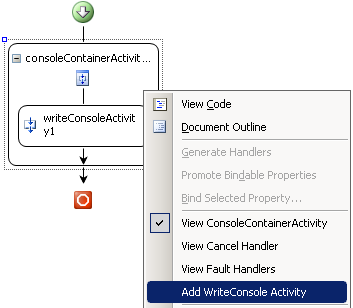 consoleContainerActivit...
writeConsoleActivit
y1
View Code
Document Outline
Generate Handlers
Promote Bindable Properties
Bind Selected Property...
View ConsoleContainerActivity
View Cancel Handler
View Fault Handlers
Add WriteConsole Activity